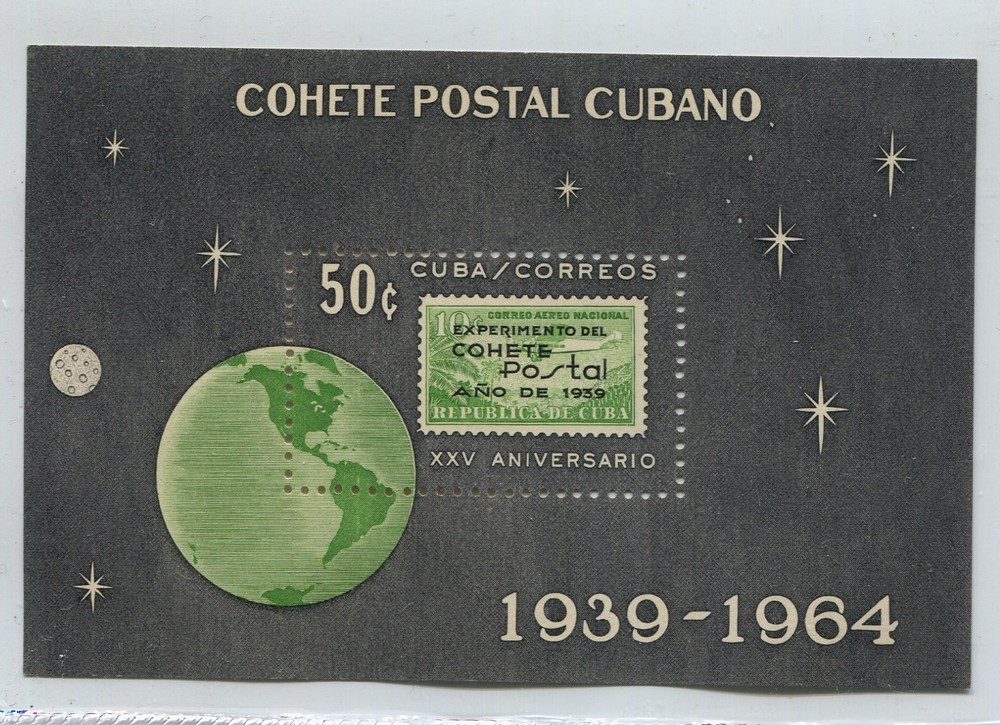 COHETE POSTAL CUBANO
50¢
CUBA/CORREOS
10¢ CORREO AEREO NACIONAL
EXPERIMENTO DEL
COHETE
Postal
AÑO DE 1939
REPUBLICA DE CUBA
XXV ANIVERSARIO
1939-1964